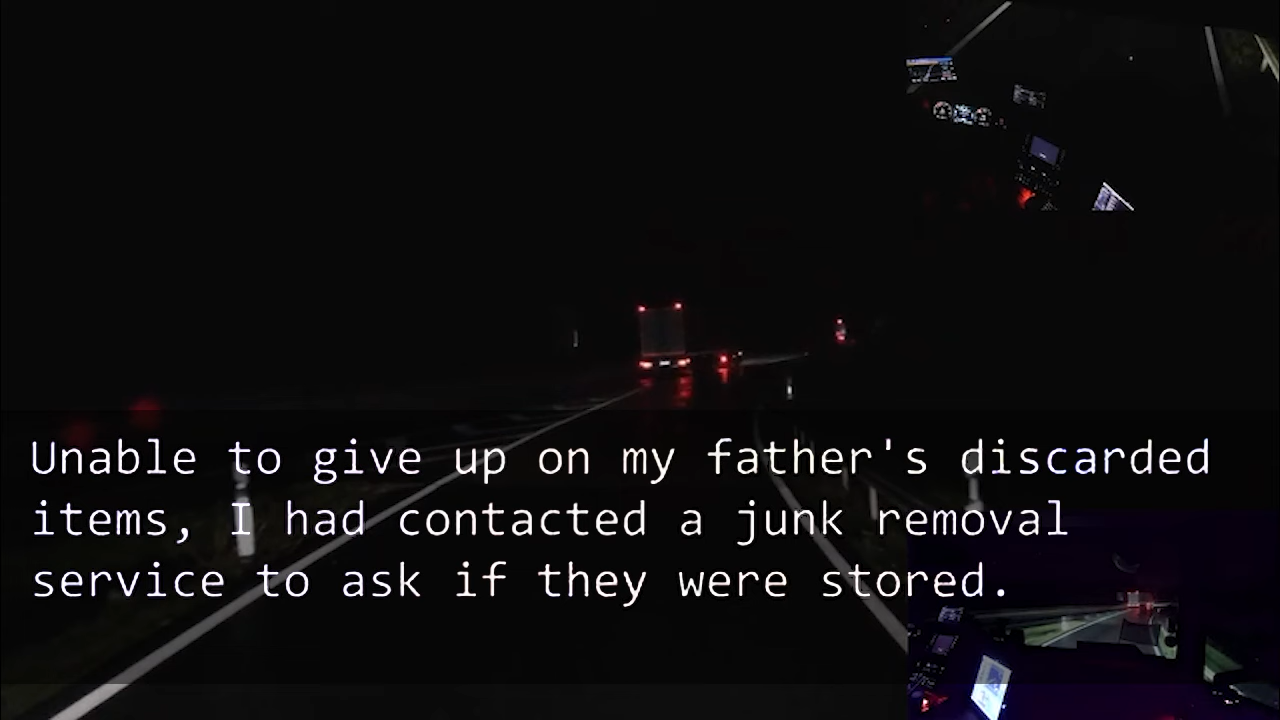 Unable to give up on my father's discarded
items, I had contacted a junk removal
service to ask if they were stored.